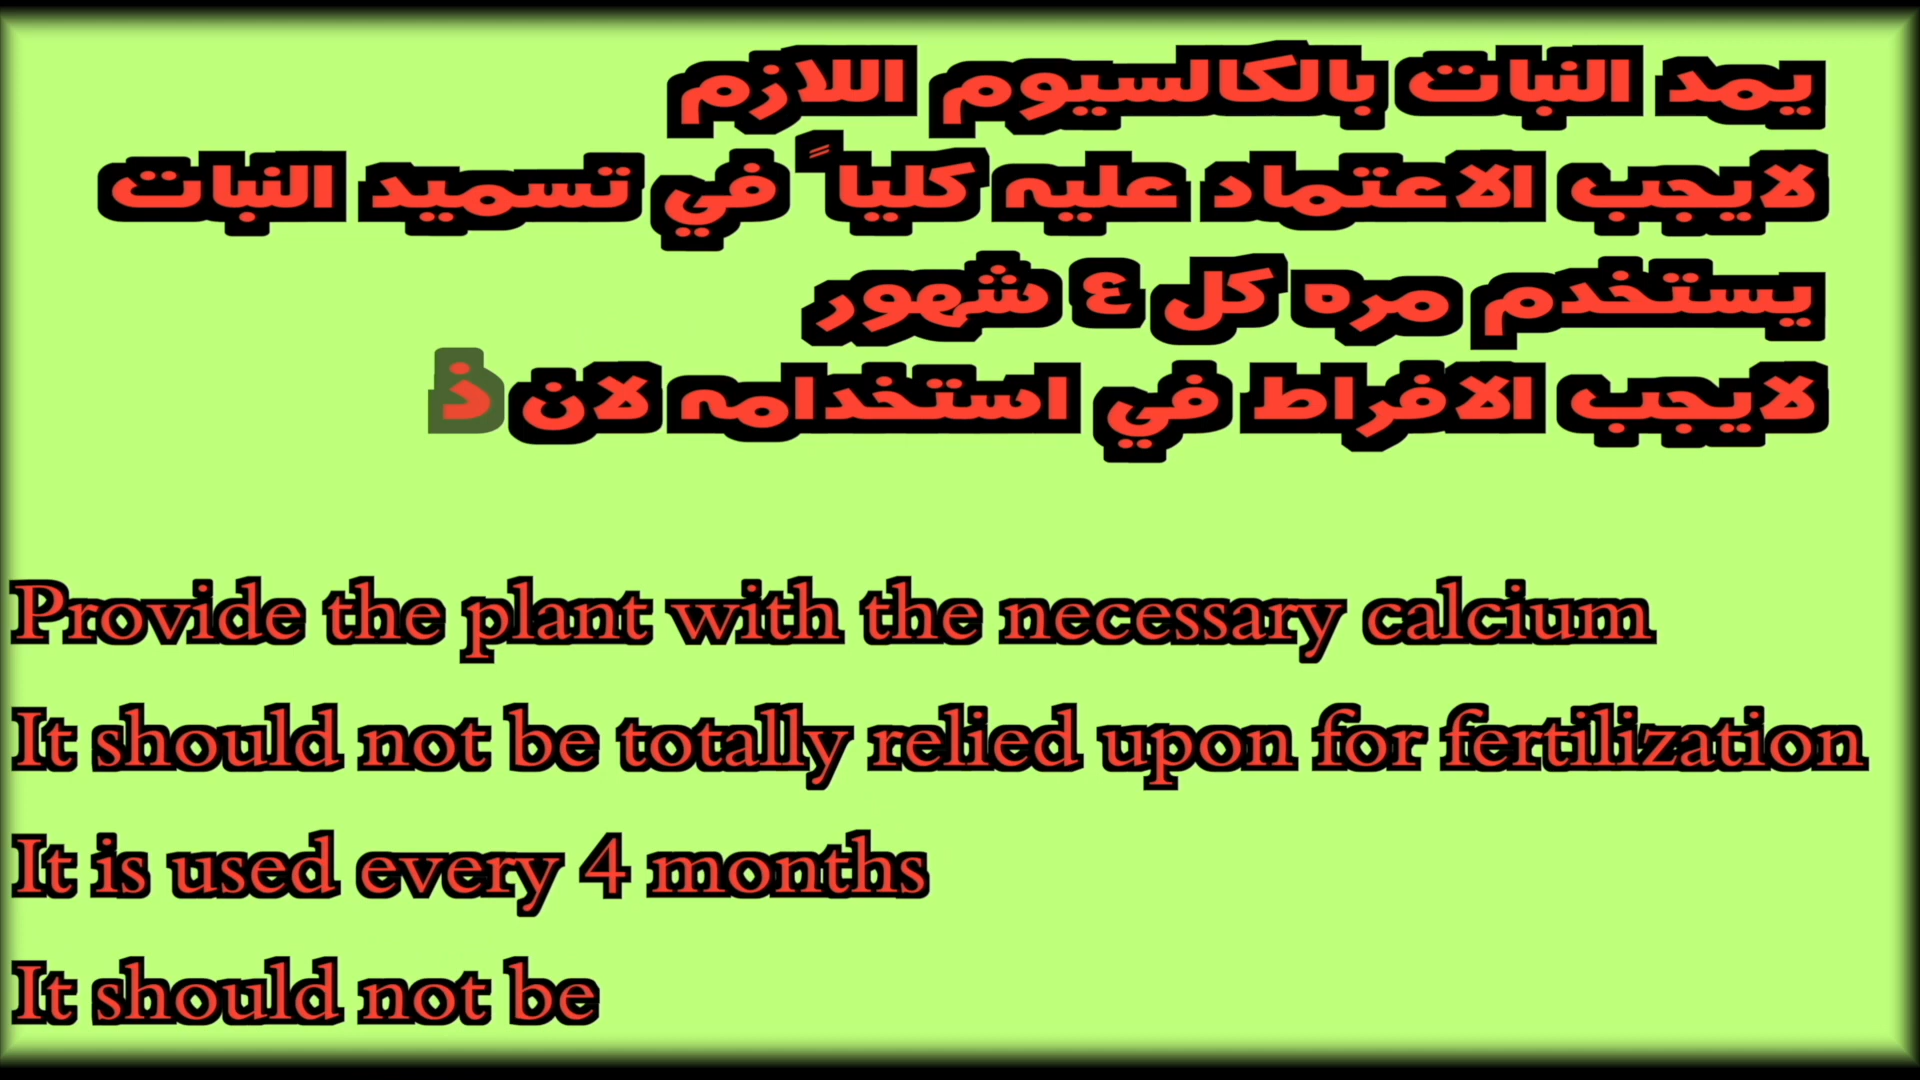 يمد النبات بالكالسيوم اللازم
لايجب الاعتماد عليه كلياً في تسميد النبات
يستخدم مره كل ٤ شهور
لايجب الافراط في استخدامه لان ذ
Provide the plant with the necessary calcium
It should not be totally relied upon for fertilization
It is used every 4 months
It should not be